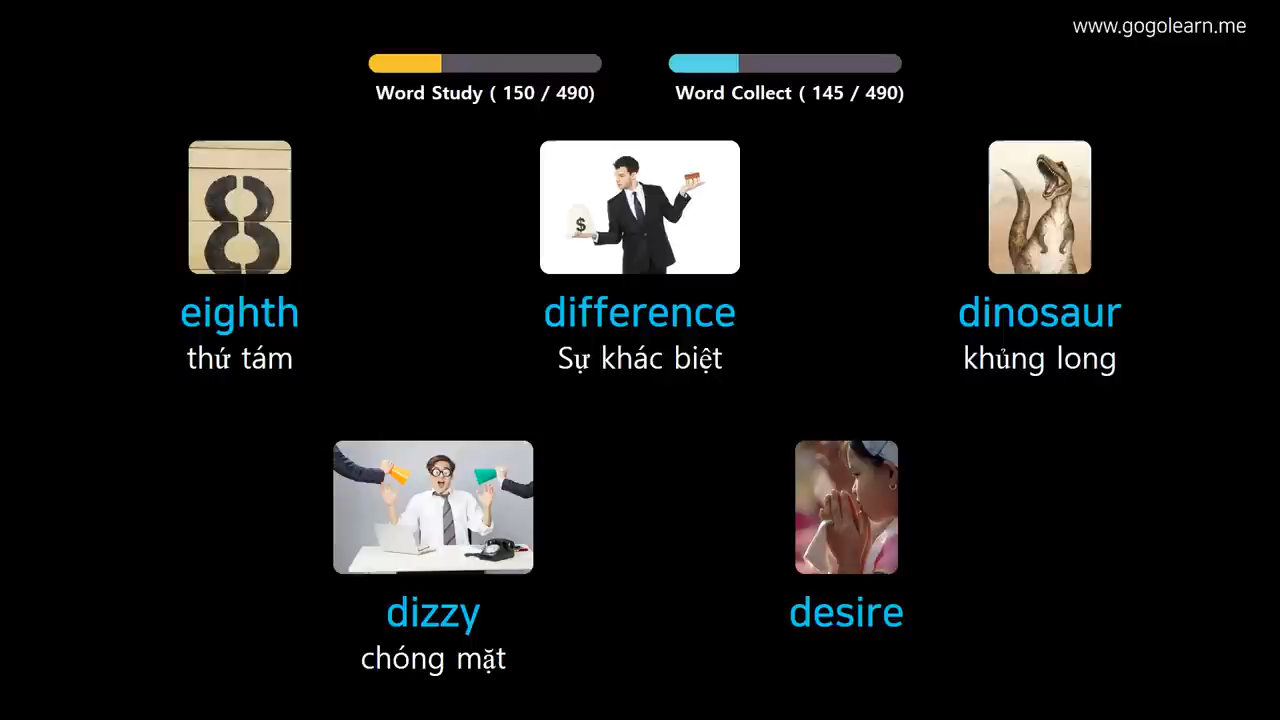 www.gogolearn.me
Word Study ( 150 / 490)
Word Collect ( 145 / 490)
8
$
eighth
difference
dinosaur
thứ tám
Sự khác biệt
khủng long
dizzy
desire
chóng mặt